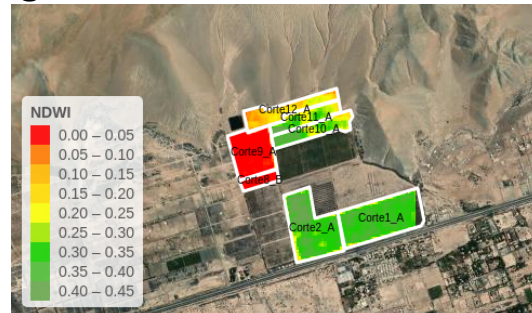 NDWI
0.00 – 0.05
0.05 – 0.10
0.10 – 0.15
0.15 – 0.20
0.20 – 0.25
0.25 – 0.30
0.30 – 0.35
0.35 – 0.40
0.40 – 0.45
Corte12_A
Corte11_A
Corte10_A
Corte9_A
Corte8_B
Corte2_A
Corte1_A